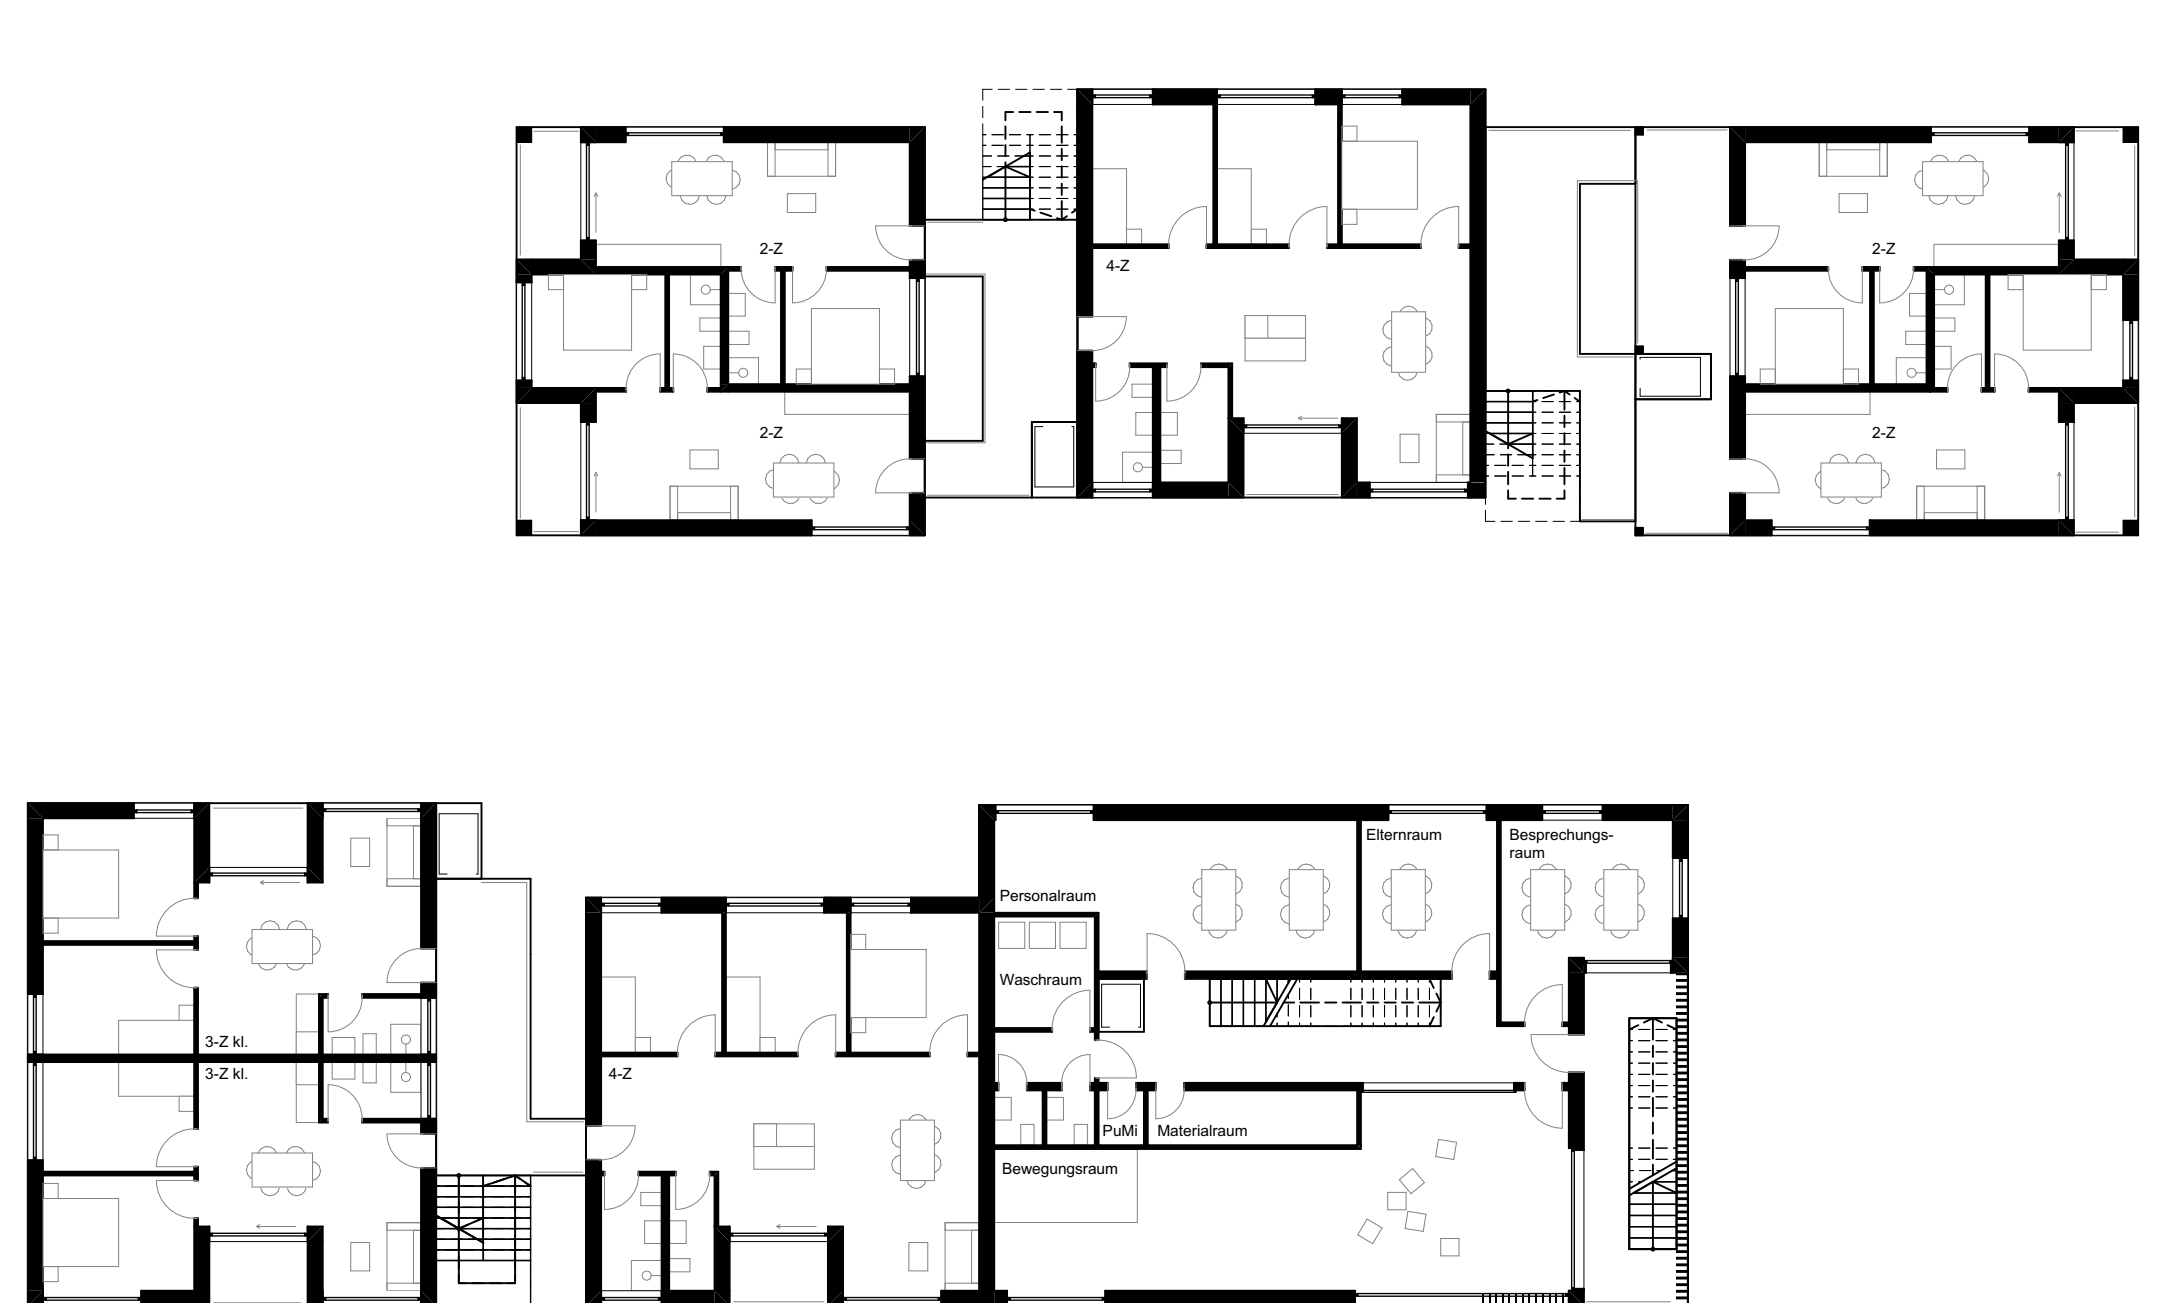 2-Z
2-Z
4-Z
2-Z
2-Z
Elternraum
Besprechungs-
raum
Personalraum
Waschraum
3-Z kl.
3-Z kl.
4-Z
PuMi
Materialraum
Bewegungsraum